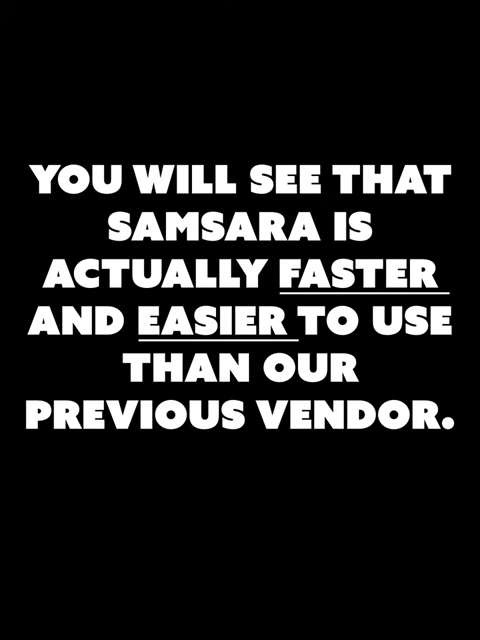 YOU WILL SEE THAT
SAMSARA IS
ACTUALLY FASTER
AND EASIER TO USE
THAN OUR
PREVIOUS VENDOR.